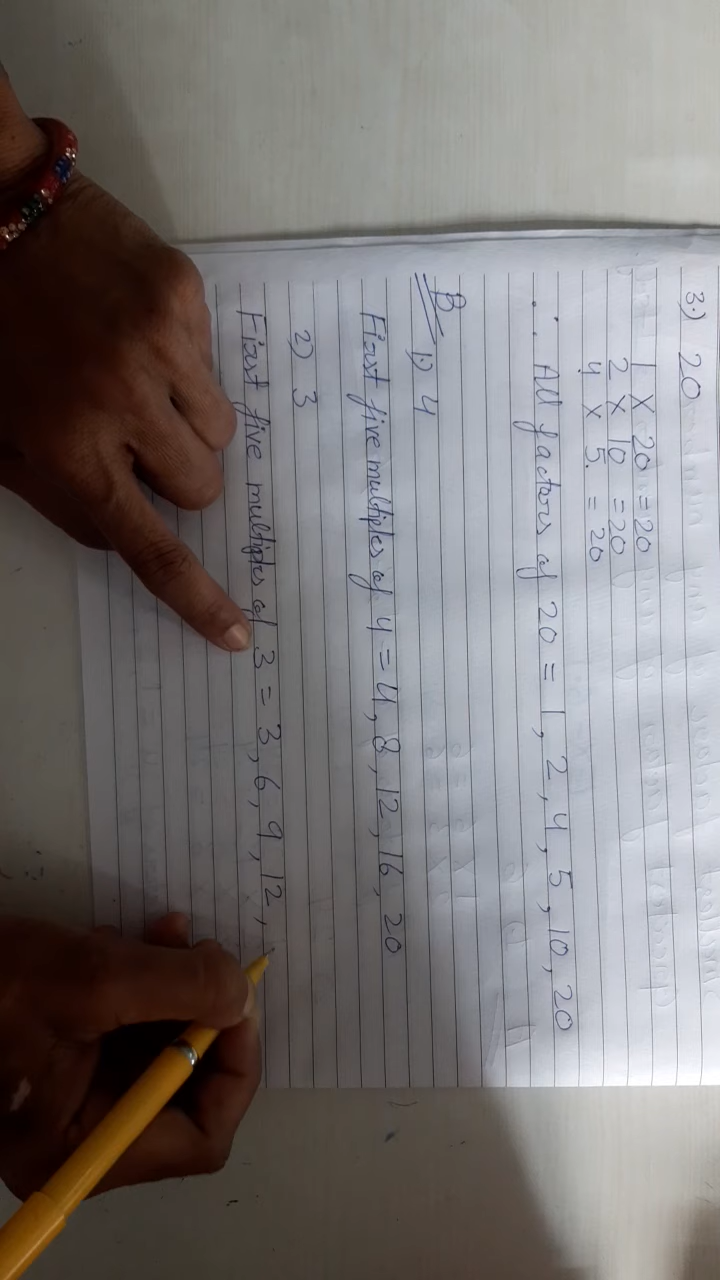 3.) 20
1 X 20 = 20
2 X 10 = 20
4 X 5 = 20
∴ All factors of 20 = 1, 2, 4, 5, 10, 20
B 1) 4
First five multiples of 4 = 4, 8, 12, 16, 20
2) 3
First five multiples of 3 = 3, 6, 9, 12,